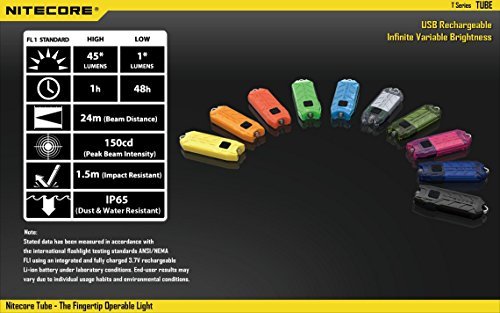 NITECORE
T Series TUBE
USB Rechargeable
Infinite Variable Brightness
FL 1 STANDARD HIGH LOW
45* LUMENS 1* LUMENS
1h 48h
24m (Beam Distance)
150cd
(Peak Beam Intensity)
1.5m (Impact Resistant)
IP65
(Dust & Water Resistant)
Note:
Stated data has been measured in accordance with
the international flashlight testing standards ANSI/NEMA
FL1 using an integrated and fully charged 3.7V rechargeable
Li-ion battery under laboratory conditions. End-user results may
vary due to individual usage habits and environmental conditions.
Nitecore Tube - The Fingertip Operable Light